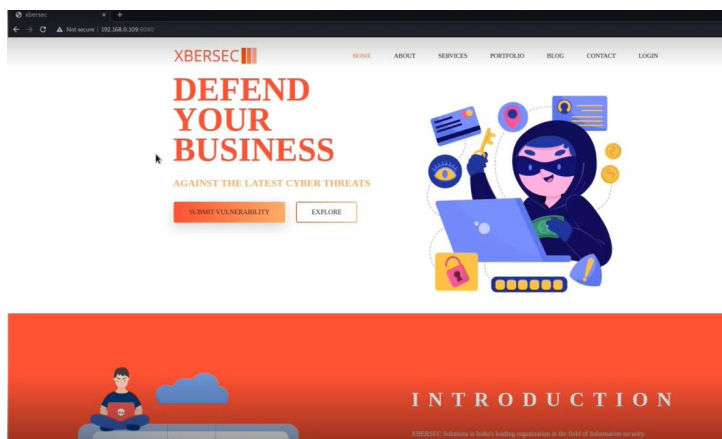 xbersec
Not secure 192.168.0.109:8080
XBERSEC
HOME ABOUT SERVICES PORTFOLIO BLOG CONTACT LOGIN
DEFEND
YOUR
BUSINESS
AGAINST THE LATEST CYBER THREATS
SUBMIT VULNERABILITY EXPLORE
INTRODUCTION
XBERSEC Solutions is India's leading organization in the field of Information security.